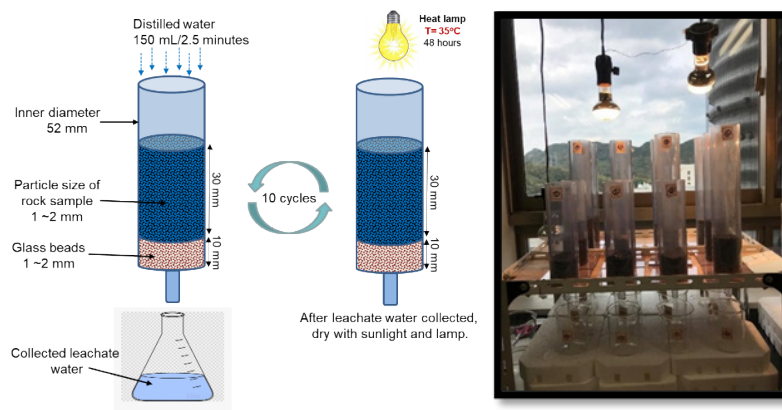 Distilled water
150 mL/2.5 minutes
Inner diameter
52 mm
30 mm
Particle size of
rock sample
1 ~2 mm
Glass beads
1 ~2 mm
10 mm
Collected leachate
water
10 cycles
Heat lamp
T= 35°C
48 hours
30 mm
10 mm
After leachate water collected,
dry with sunlight and lamp.